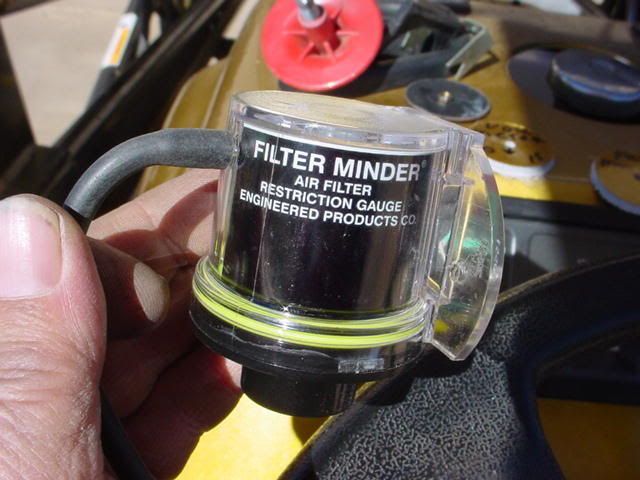 FILTER MINDER®
AIR FILTER
RESTRICTION GAUGE
ENGINEERED PRODUCTS CO.